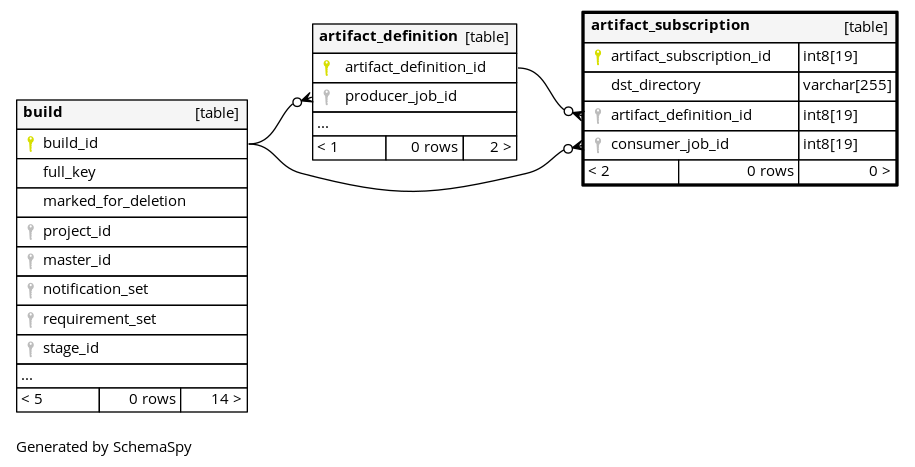 build [table]
build_id
full_key
marked_for_deletion
project_id
master_id
notification_set
requirement_set
stage_id
...
< 5 0 rows 14 >
artifact_definition [table]
artifact_definition_id
producer_job_id
...
< 1 0 rows 2 >
artifact_subscription [table]
artifact_subscription_id int8[19]
dst_directory varchar[255]
artifact_definition_id int8[19]
consumer_job_id int8[19]
< 2 0 rows 0 >
Generated by SchemaSpy